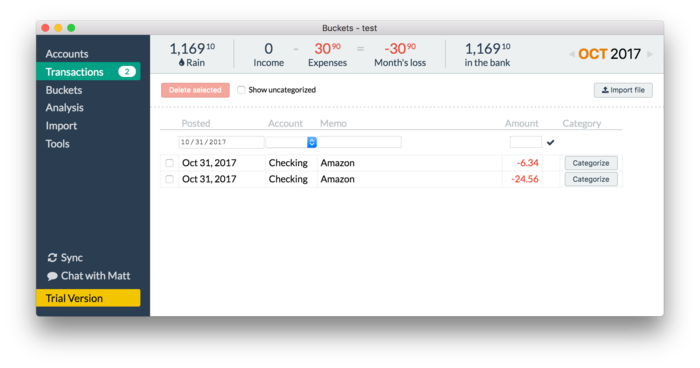 Buckets - test
Accounts
Transactions 2
Buckets
Analysis
Import
Tools
Sync
Chat with Matt
Trial Version
1,169 10 0 - 30 90 = -30 90 1,169 10
Rain Income Expenses Month's loss in the bank
OCT 2017
Delete selected Show uncategorized Import file
Posted Account Memo Amount Category
10/31/2017
Oct 31, 2017 Checking Amazon -6.34 Categorize
Oct 31, 2017 Checking Amazon -24.56 Categorize